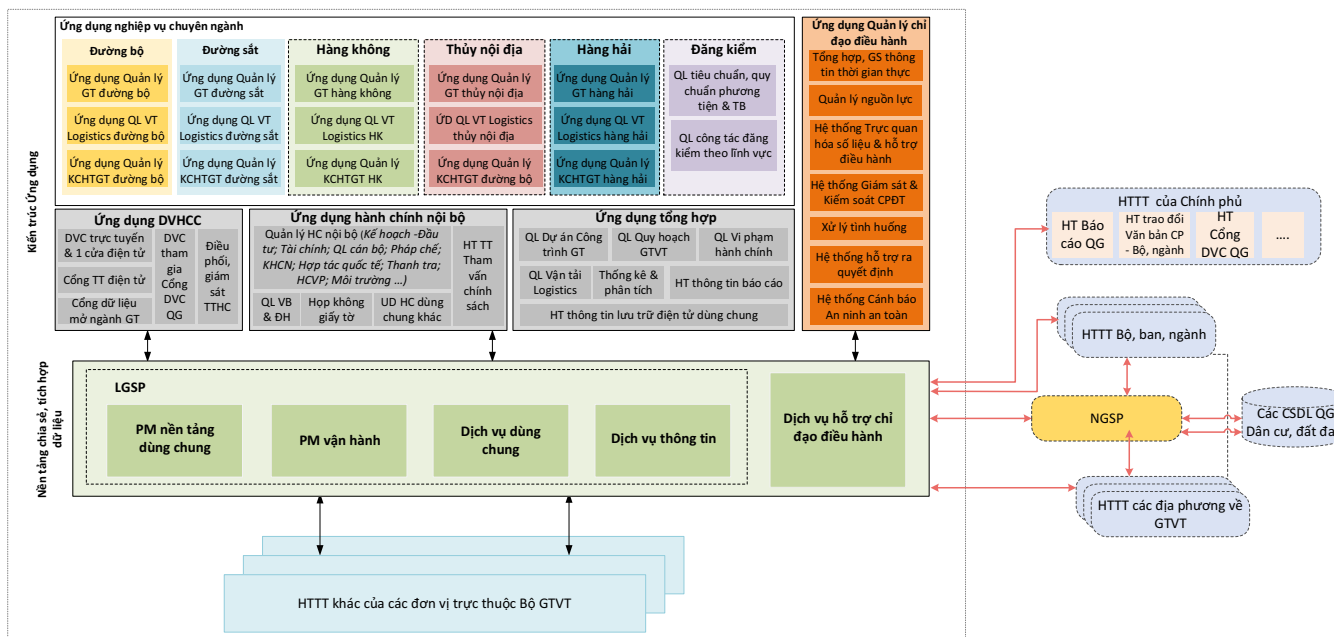 Ứng dụng nghiệp vụ chuyên ngành
Đường bộ
Ứng dụng Quản lý
GT đường bộ
Ứng dụng QL VT
Logistics đường bộ
Ứng dụng Quản lý
KCHTGT đường bộ
Đường sắt
Ứng dụng Quản lý
GT đường sắt
Ứng dụng QL VT
Logistics đường sắt
Ứng dụng Quản lý
KCHTGT đường sắt
Hàng không
Ứng dụng Quản lý
GT hàng không
Ứng dụng QL VT
Logistics HK
Ứng dụng Quản lý
KCHTGT HK
Thủy nội địa
Ứng dụng Quản lý
GT thủy nội địa
ỨD QL VT Logistics
thủy nội địa
Ứng dụng Quản lý
KCHTGT đường bộ
Hàng hải
Ứng dụng Quản lý
GT hàng hải
Ứng dụng QL VT
Logistics hàng hải
Ứng dụng Quản lý
KCHTGT hàng hải
Đăng kiểm
QL tiêu chuẩn, quy
chuẩn phương
tiện & TB
QL công tác đăng
kiểm theo lĩnh vực
Ứng dụng Quản lý chỉ
đạo điều hành
Tổng hợp, GS thông
tin thời gian thực
Quản lý nguồn lực
Hệ thống Trực quan
hóa số liệu & hỗ trợ
điều hành
Hệ thống Giám sát &
Kiểm soát CPĐT
Xử lý tình huống
Hệ thống hỗ trợ ra
quyết định
Hệ thống Cánh báo
An ninh an toàn
Kiến trúc Ứng dụng
Ứng dụng DVHCC
DVC trực tuyến
& 1 cửa điện tử
Cổng TT điện tử
Cổng dữ liệu
mở ngành GT
DVC
tham
gia
Cổng
DVC
QG
Điều
phối,
giám
sát
TTHC
Ứng dụng hành chính nội bộ
Quản lý HC nội bộ (Kế hoạch -Đầu
tư; Tài chính; QL cán bộ; Pháp chế;
KHCN; Hợp tác quốc tế; Thanh tra;
HCVP; Môi trường ...)
QL VB
& ĐH
Họp không
giấy tờ
UD HC dùng
chung khác
HT TT
Tham
vấn
chính
sách
Ứng dụng tổng hợp
QL Dự án Công
trình GT
QL Quy hoạch
GTVT
QL Vi phạm
hành chính
QL Vận tải
Logistics
Thống kê &
phân tích
HT thông tin báo cáo
HT thông tin lưu trữ điện tử dùng chung
Nền tảng chia sẻ, tích hợp
dữ liệu
LGSP
PM nền tảng
dùng chung
PM vận hành
Dịch vụ dùng
chung
Dịch vụ thông tin
Dịch vụ hỗ trợ chỉ
đạo điều hành
HTTT khác của các đơn vị trực thuộc Bộ GTVT
HTTT của Chính phủ
HT Báo
cáo QG
HT trao đổi
Văn bản CP
- Bộ, ngành
HT
Cổng
DVC QG
....
HTTT Bộ, ban, ngành
NGSP
Các CSDL QG
Dân cư, đất đa
HTTT các địa phương về
GTVT